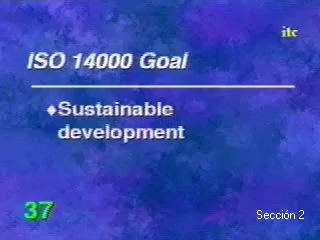 itc
ISO 14000 Goal
♦Sustainable
development
37
Sección 2